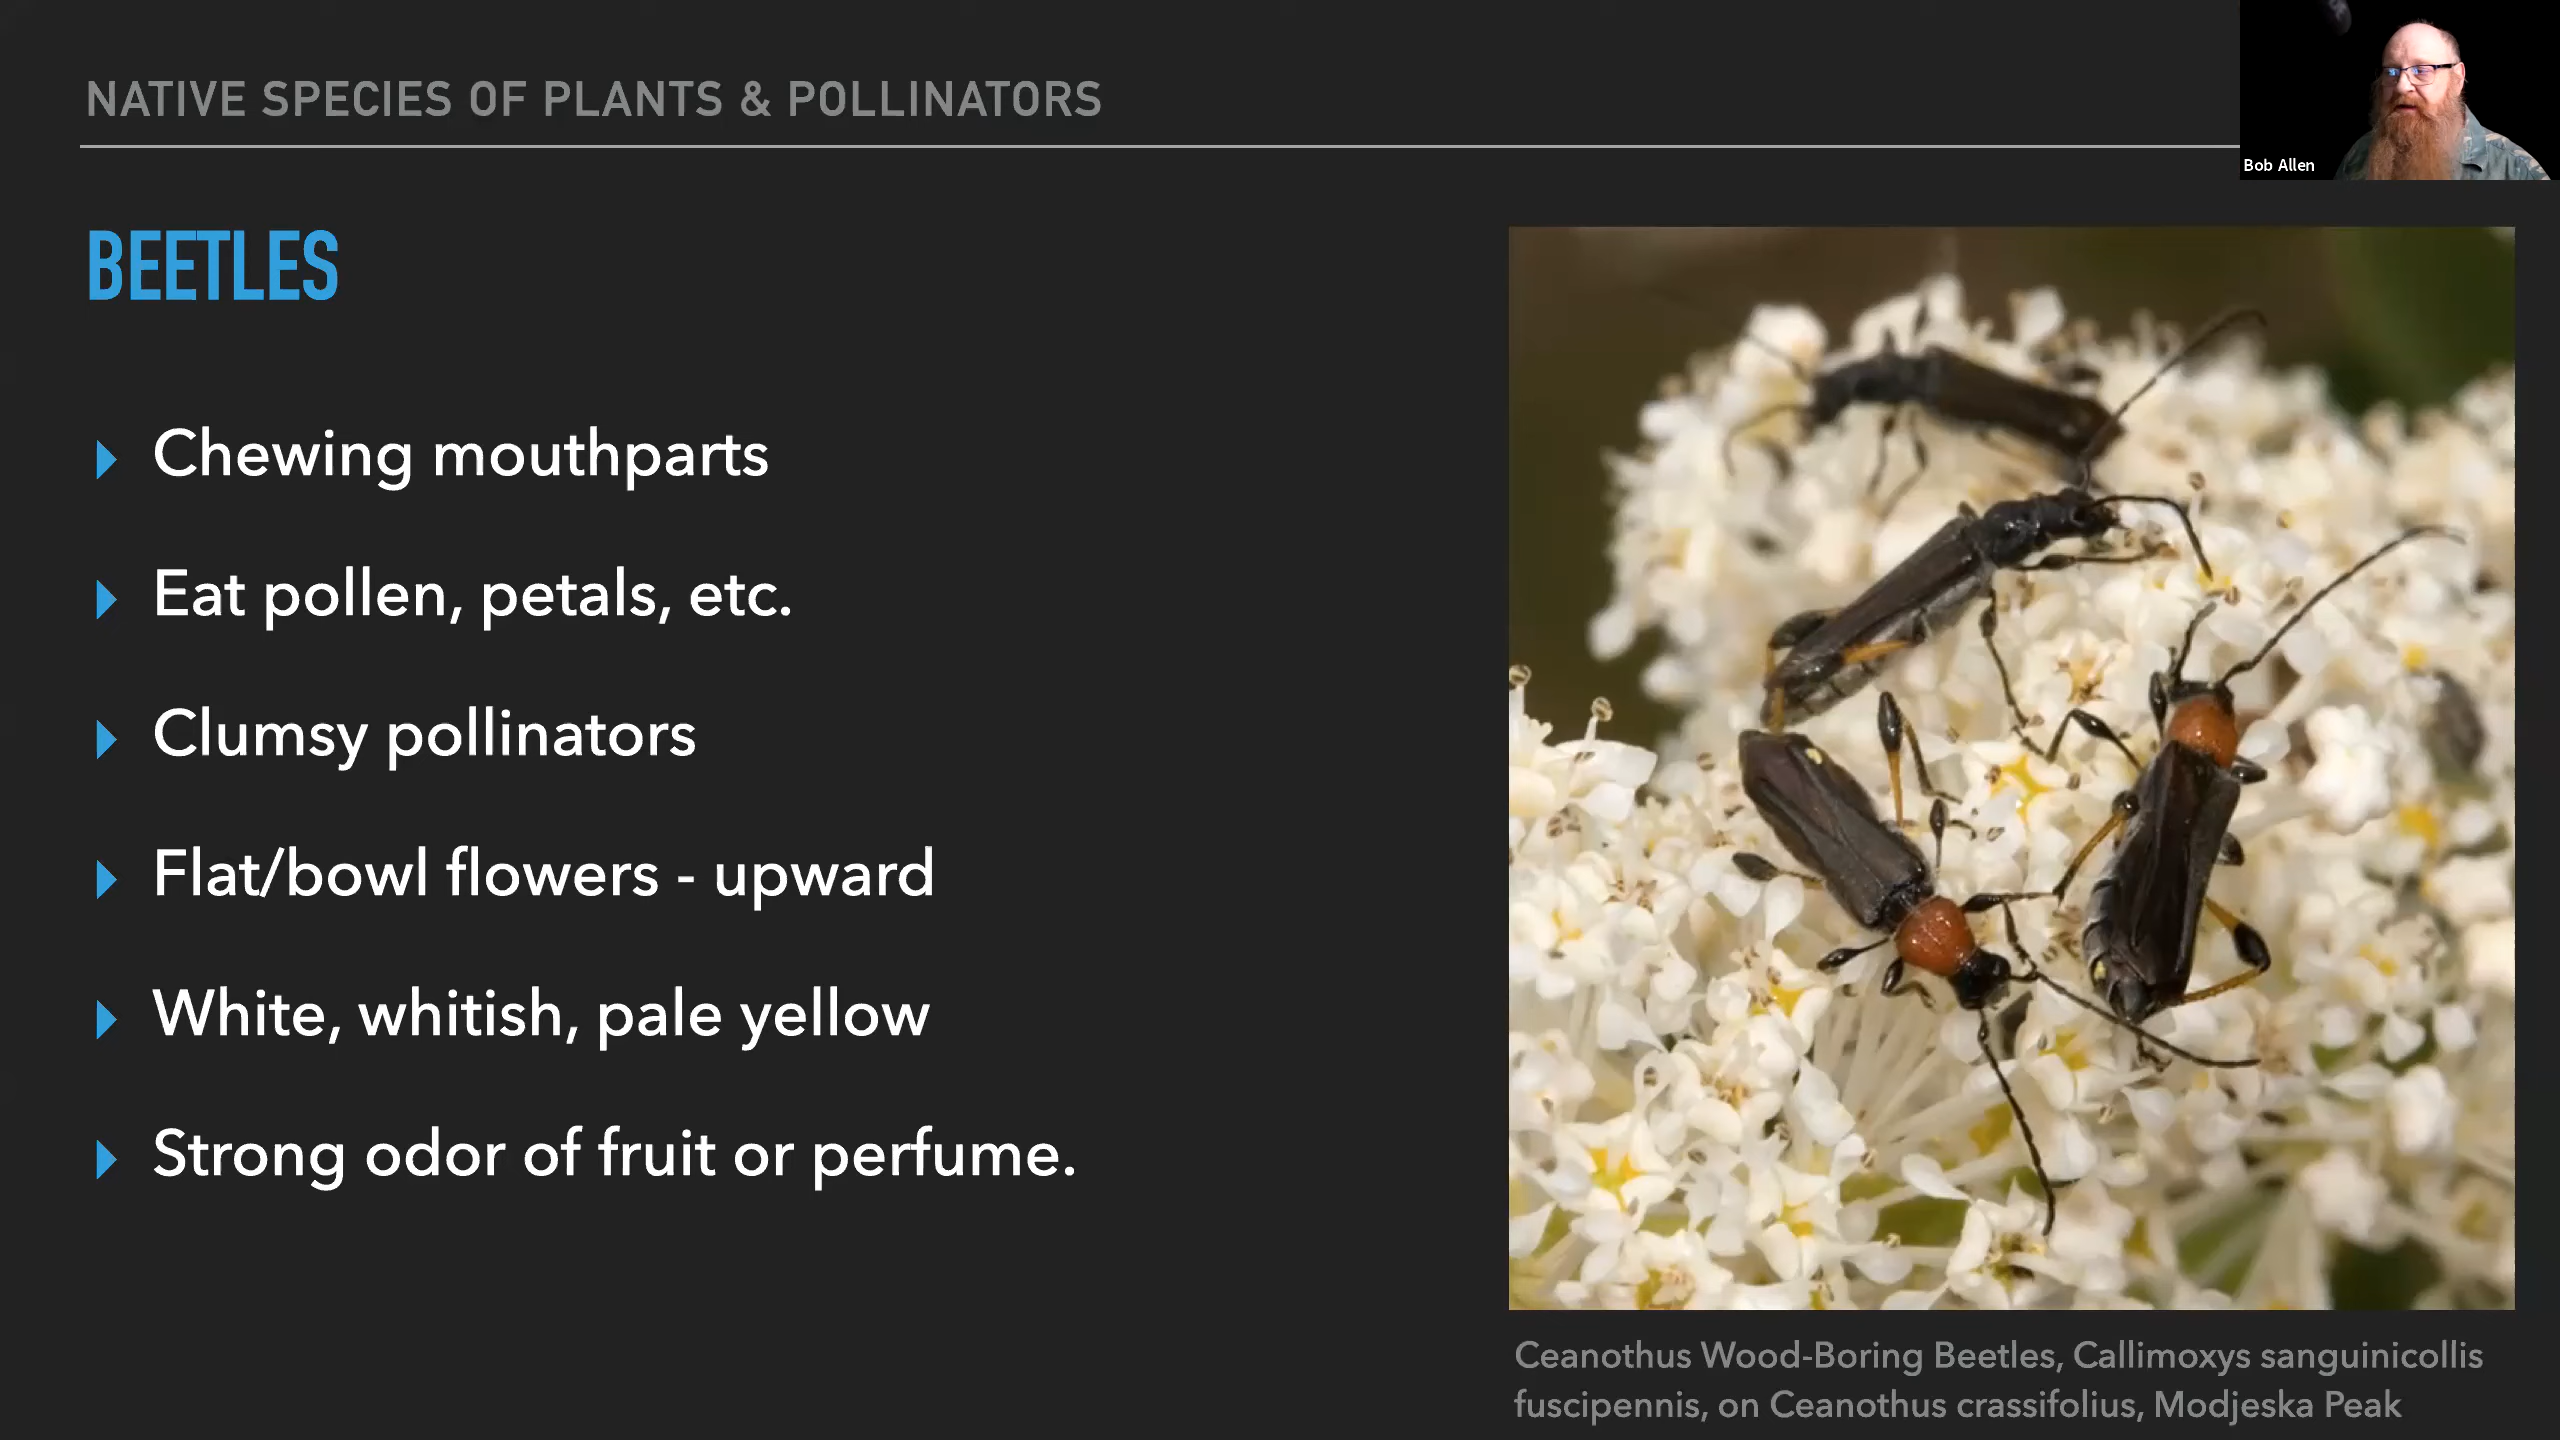 NATIVE SPECIES OF PLANTS & POLLINATORS
Bob Allen
BEETLES
Chewing mouthparts
Eat pollen, petals, etc.
Clumsy pollinators
Flat/bowl flowers - upward
White, whitish, pale yellow
Strong odor of fruit or perfume.
Ceanothus Wood-Boring Beetles, Callimoxys sanguinicollis
fuscipennis, on Ceanothus crassifolius, Modjeska Peak